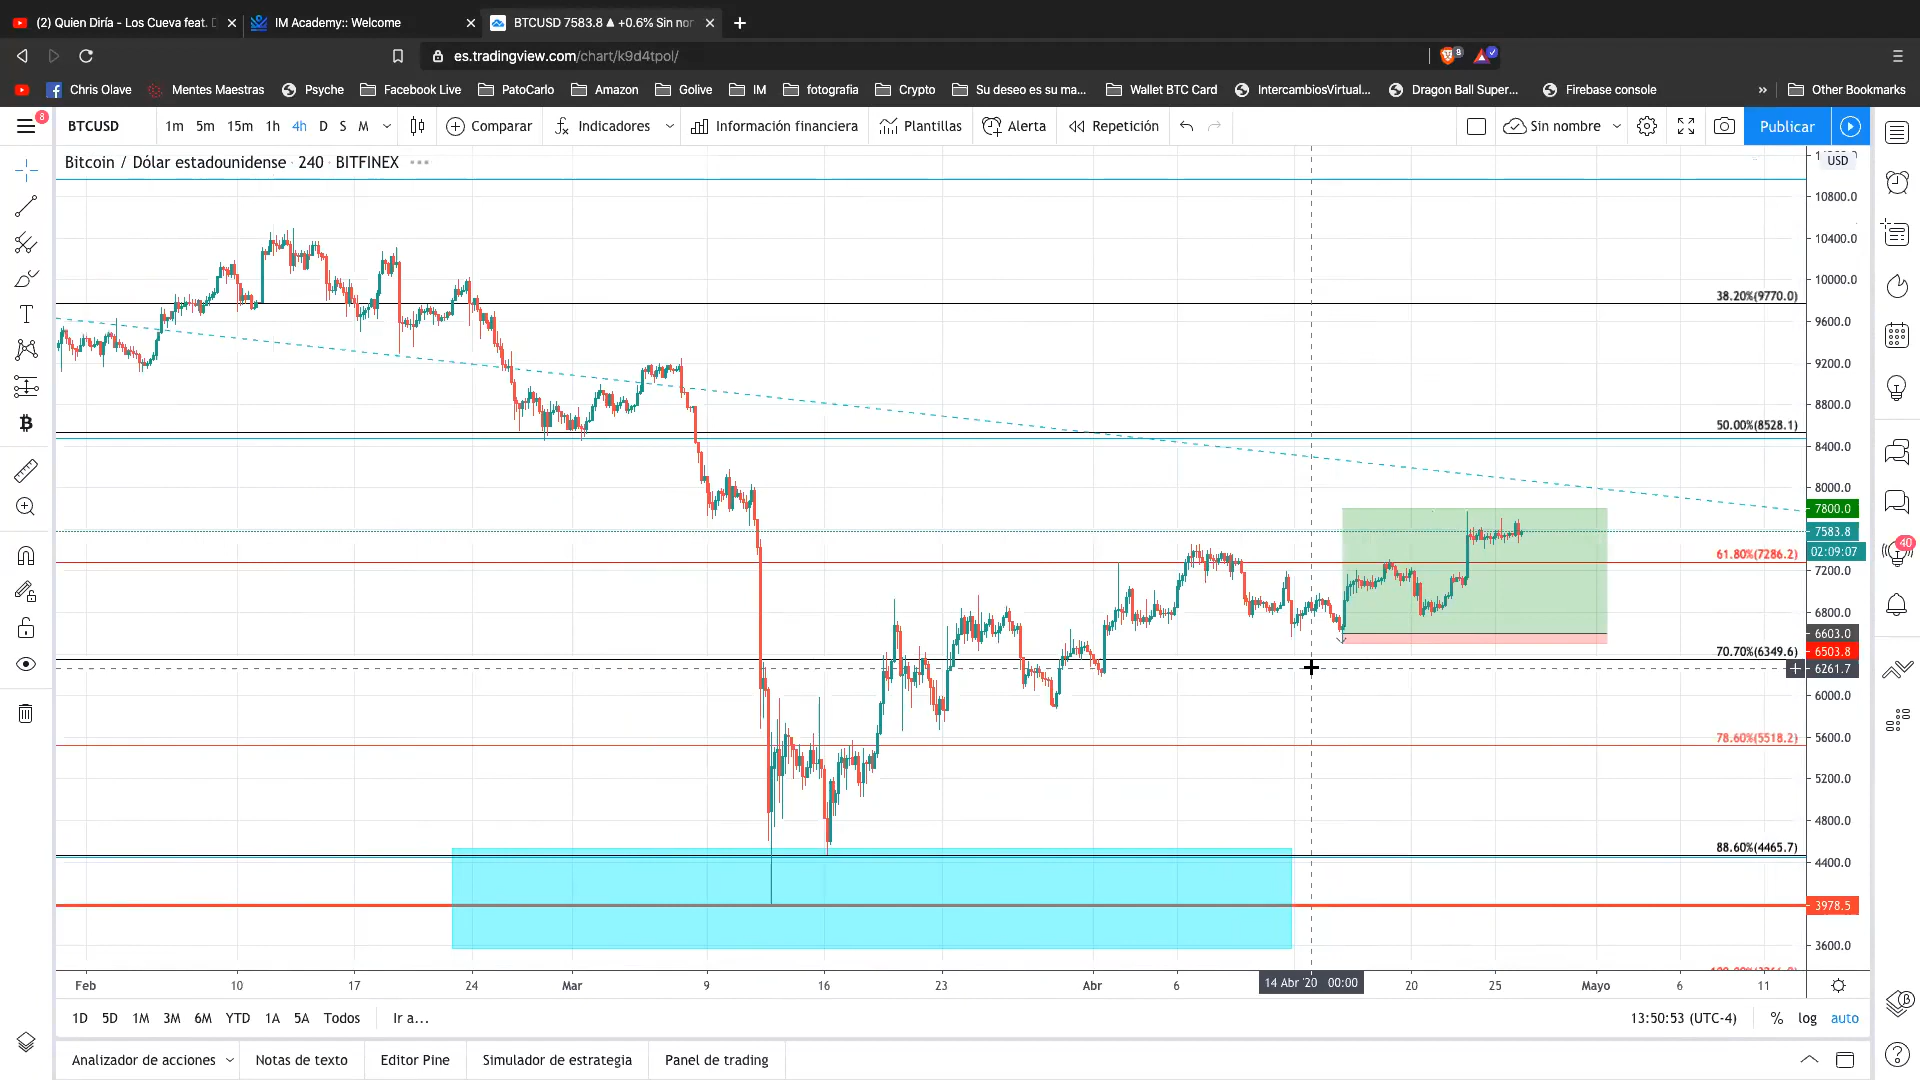 (2) Quien Diría - Los Cueva feat.
IM Academy:: Welcome
BTCUSD 7583.8 ▲ +0.6% Sin nor
es.tradingview.com/chart/k9d4tpol/
8
Chris Olave
Mentes Maestras
Psyche
Facebook Live
PatoCarlo
Amazon
Golive
IM
fotografia
Crypto
Su deseo es su ma...
Wallet BTC Card
IntercambiosVirtual...
Dragon Ball Super...
Firebase console
»
Other Bookmarks
8
BTCUSD
1m 5m 15m 1h 4h D S M
Comparar
Indicadores
Información financiera
Plantillas
Alerta
Repetición
Sin nombre
Publicar
Bitcoin / Dólar estadounidense · 240 · BITFINEX
USD
10800.0
10400.0
10000.0
38.20%(9770.0)
9600.0
9200.0
8800.0
50.00%(8528.1)
8400.0
8000.0
7800.0
7583.8
02:09:07
40
61.80%(7286.2)
7200.0
6800.0
6603.0
70.70%(6349.6)
6503.8
6261.7
6000.0
78.60%(5518.2)
5600.0
5200.0
4800.0
88.60%(4465.7)
4400.0
3978.5
3600.0
Feb 10 17 24 Mar 9 16 23 Abr 6 14 Abr '20 00:00 20 25 Mayo 6 11
1D 5D 1M 3M 6M YTD 1A 5A Todos
Ir a...
13:50:53 (UTC-4)
% log auto
Analizador de acciones
Notas de texto
Editor Pine
Simulador de estrategia
Panel de trading